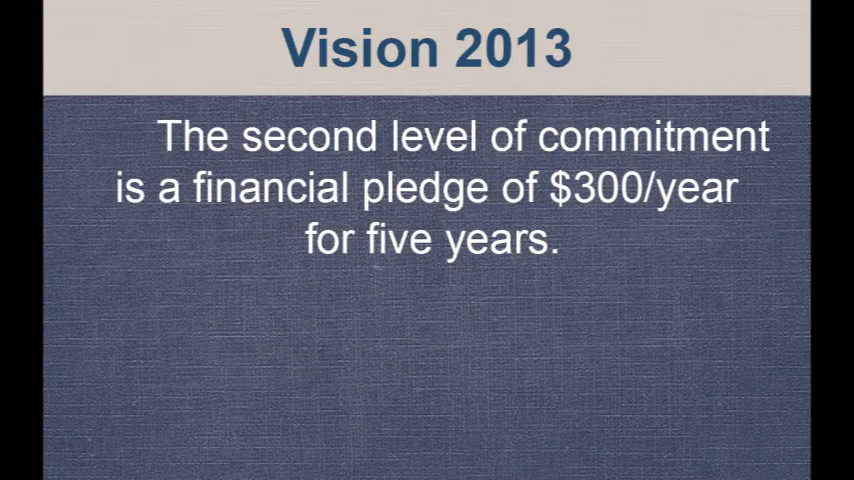 Vision 2013
The second level of commitment
is a financial pledge of $300/year
for five years.